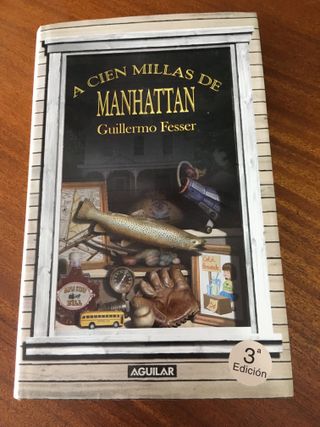 A CIEN MILLAS DE
MANHATTAN
Guillermo Fesser
AGUILAR
3ª
Edición